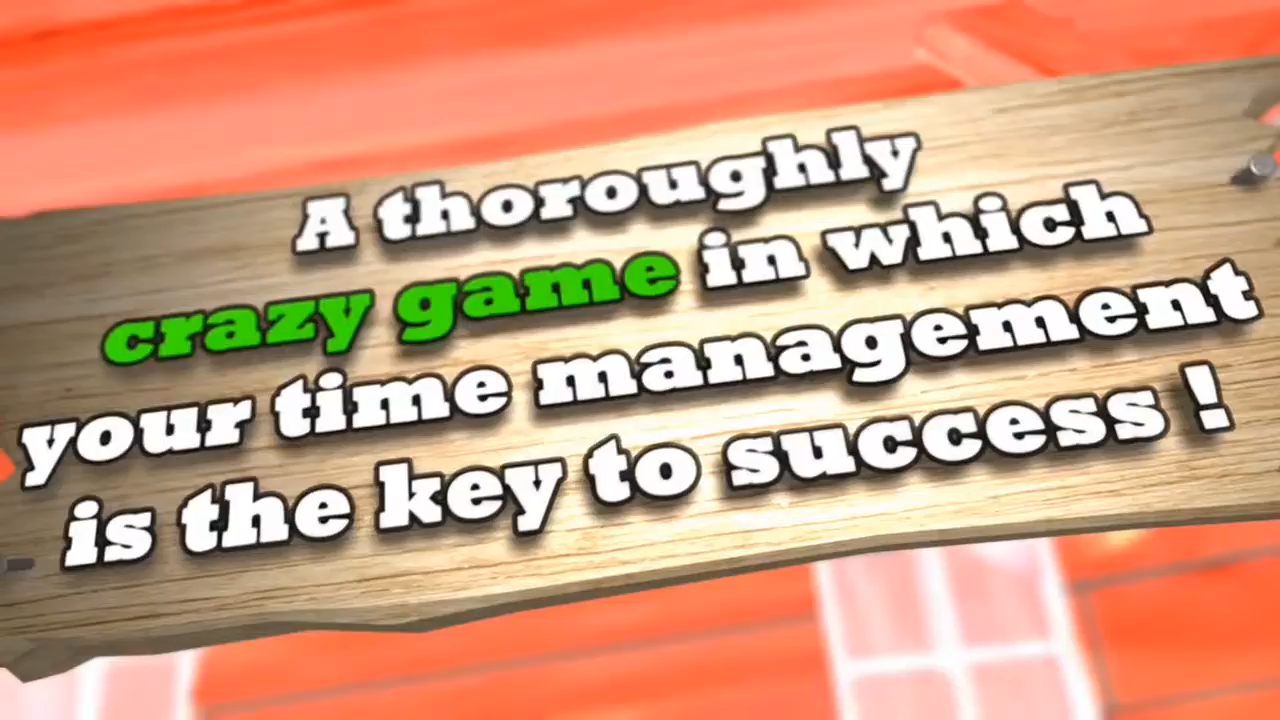 A thoroughly
crazy game in which
your time management
is the key to success !